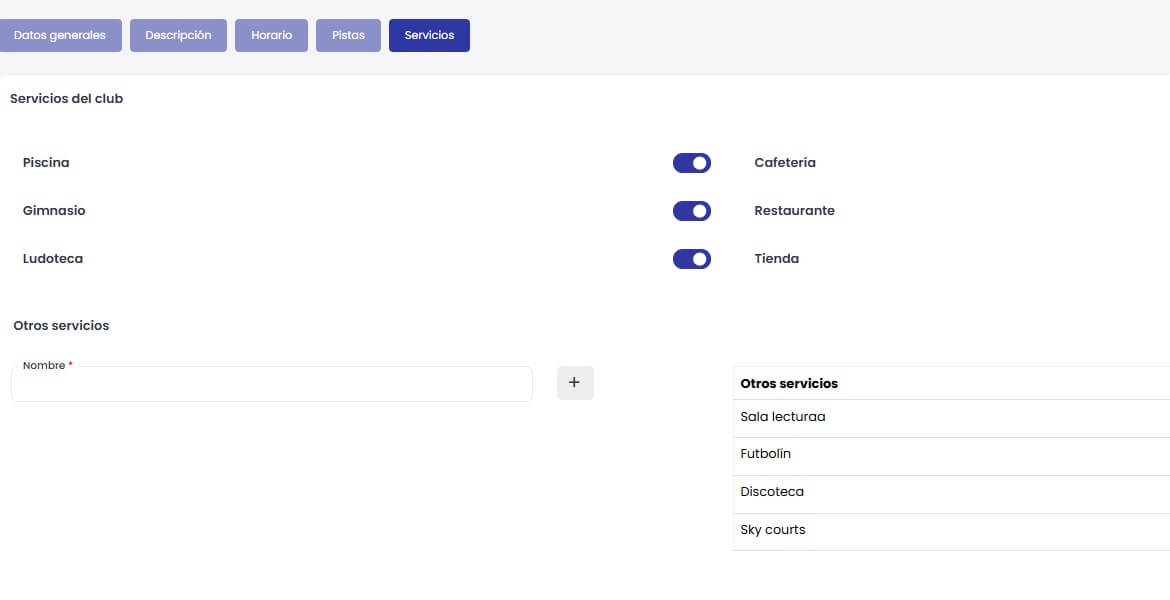 Datos generales Descripción Horario Pistas Servicios
Servicios del club
Piscina Cafetería
Gimnasio Restaurante
Ludoteca Tienda
Otros servicios
Nombre *
+
Otros servicios
Sala lecturaa
Futbolín
Discoteca
Sky courts